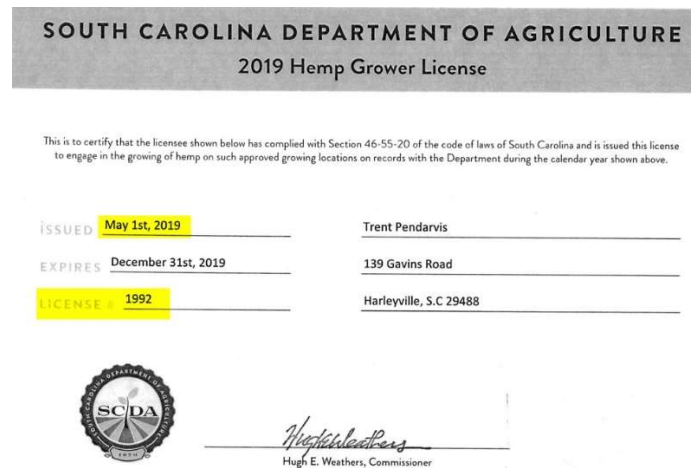 SOUTH CAROLINA DEPARTMENT OF AGRICULTURE
2019 Hemp Grower License
This is to certify that the licensee shown below has complied with Section 46-55-20 of the code of laws of South Carolina and is issued this license
to engage in the growing of hemp on such approved growing locations on records with the Department during the calendar year shown above.
ISSUED May 1st, 2019
Trent Pendarvis
EXPIRES December 31st, 2019
139 Gavins Road
LICENSE # 1992
Harleyville, S.C 29488
SOUTH CAROLINA DEPARTMENT OF AGRICULTURE
SCDA
Hugh E. Weathers
Hugh E. Weathers, Commissioner